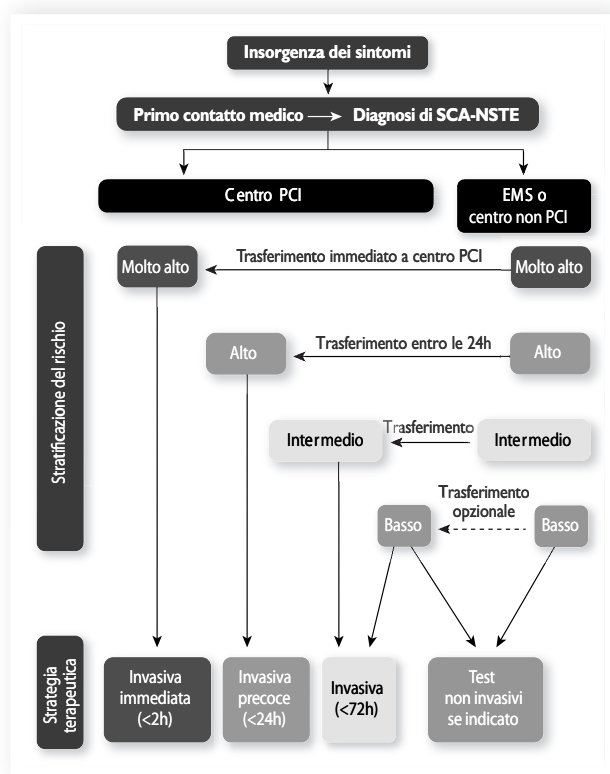 Insorgenza dei sintomi
Primo contatto medico → Diagnosi di SCA-NSTE
Centro PCI
EMS o
centro non PCI
Stratificazione del rischio
Molto alto
Trasferimento immediato a centro PCI
Molto alto
Alto
Trasferimento entro le 24h
Alto
Intermedio
Trasferimento
Intermedio
Trasferimento
opzionale
Basso
Basso
Strategia
terapeutica
Invasiva
immediata
(<2h)
Invasiva
precoce
(<24h)
Invasiva
(<72h)
Test
non invasivi
se indicato